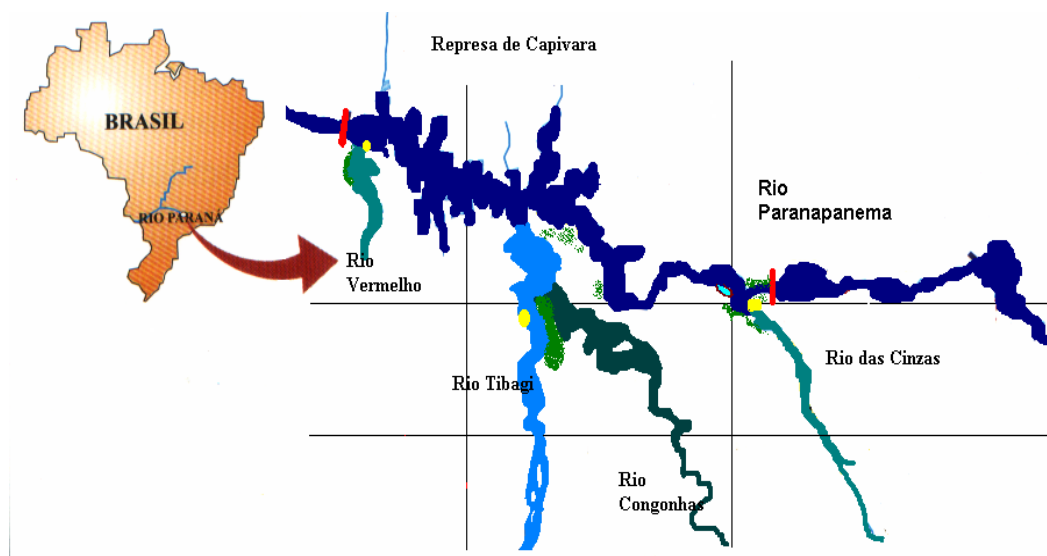 Represa de Capivara
BRASIL
RIO PARANÁ
Rio
Paranapanema
Rio
Vermelho
Rio das Cinzas
Rio Tibagi
Rio
Congonhas